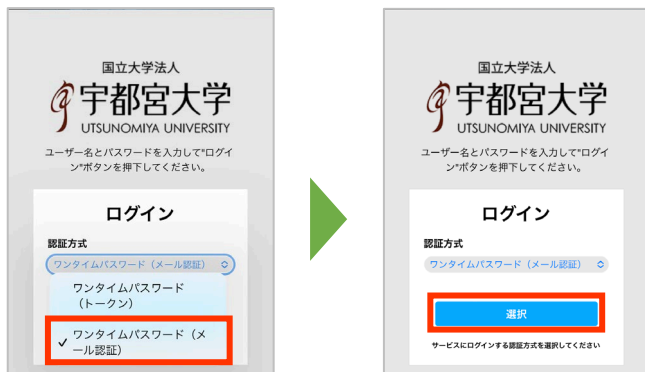 国立大学法人
宇都宮大学
UTSUNOMIYA UNIVERSITY
ユーザー名とパスワードを入力して"ログイ
ン"ボタンを押下してください。
ログイン
認証方式
ワンタイムパスワード（メール認証）
ワンタイムパスワード
（トークン）
ワンタイムパスワード（メ
ール認証）
国立大学法人
宇都宮大学
UTSUNOMIYA UNIVERSITY
ユーザー名とパスワードを入力して"ログイ
ン"ボタンを押下してください。
ログイン
認証方式
ワンタイムパスワード（メール認証）
選択
サービスにログインする認証方式を選択してください